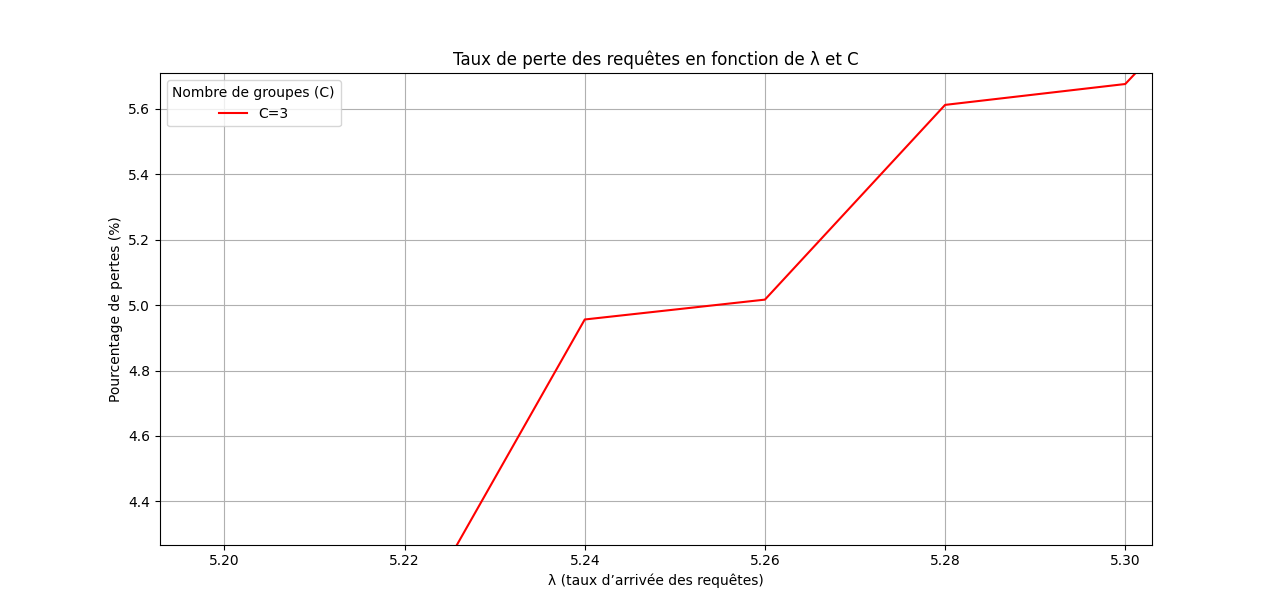 Taux de perte des requêtes en fonction de λ et C
Nombre de groupes (C)
C=3
Pourcentage de pertes (%)
5.6
5.4
5.2
5.0
4.8
4.6
4.4
5.20 5.22 5.24 5.26 5.28 5.30
λ (taux d’arrivée des requêtes)